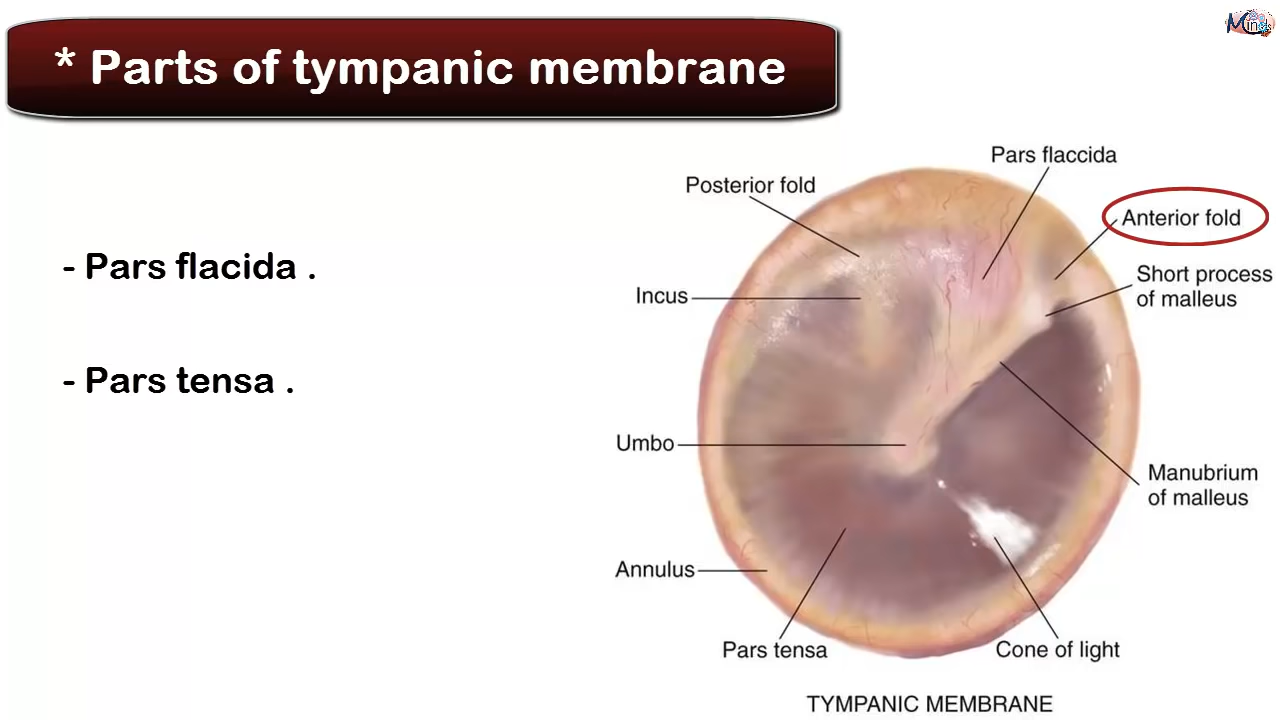 * Parts of tympanic membrane
- Pars flacida .
- Pars tensa .
Pars flaccida
Posterior fold
Anterior fold
Short process
of malleus
Incus
Umbo
Manubrium
of malleus
Annulus
Pars tensa
Cone of light
TYMPANIC MEMBRANE